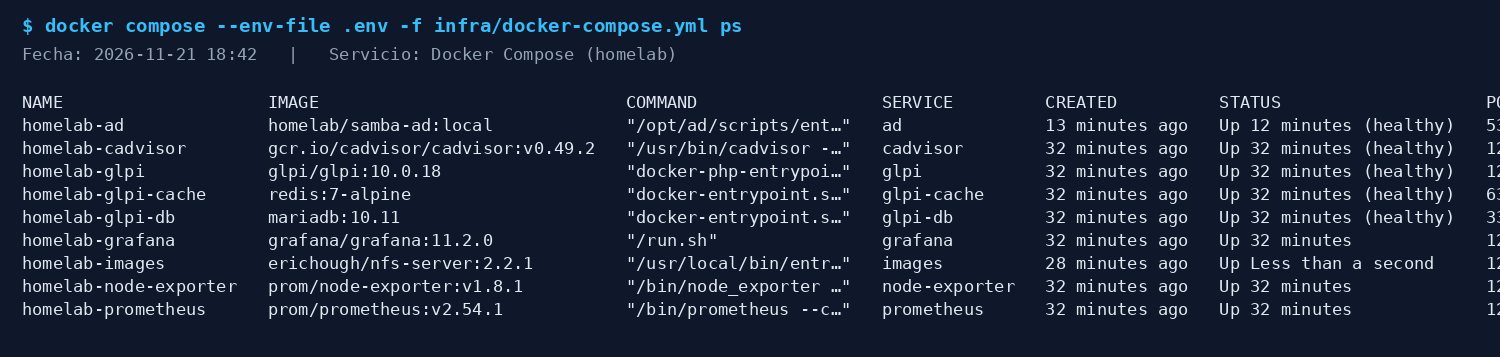 $ docker compose --env-file .env -f infra/docker-compose.yml ps
Fecha: 2026-11-21 18:42 | Servicio: Docker Compose (homelab)
NAME IMAGE COMMAND SERVICE CREATED STATUS
homelab-ad homelab/samba-ad:local "/opt/ad/scripts/ent…" ad 13 minutes ago Up 12 minutes (healthy) 53
homelab-cadvisor gcr.io/cadvisor/cadvisor:v0.49.2 "/usr/bin/cadvisor -…" cadvisor 32 minutes ago Up 32 minutes (healthy) 12
homelab-glpi glpi/glpi:10.0.18 "docker-php-entrypoi…" glpi 32 minutes ago Up 32 minutes (healthy) 12
homelab-glpi-cache redis:7-alpine "docker-entrypoint.s…" glpi-cache 32 minutes ago Up 32 minutes (healthy) 63
homelab-glpi-db mariadb:10.11 "docker-entrypoint.s…" glpi-db 32 minutes ago Up 32 minutes (healthy) 33
homelab-grafana grafana/grafana:11.2.0 "/run.sh" grafana 32 minutes ago Up 32 minutes 12
homelab-images erichough/nfs-server:2.2.1 "/usr/local/bin/entr…" images 28 minutes ago Up Less than a second 12
homelab-node-exporter prom/node-exporter:v1.8.1 "/bin/node_exporter …" node-exporter 32 minutes ago Up 32 minutes 12
homelab-prometheus prom/prometheus:v2.54.1 "/bin/prometheus --c…" prometheus 32 minutes ago Up 32 minutes 12